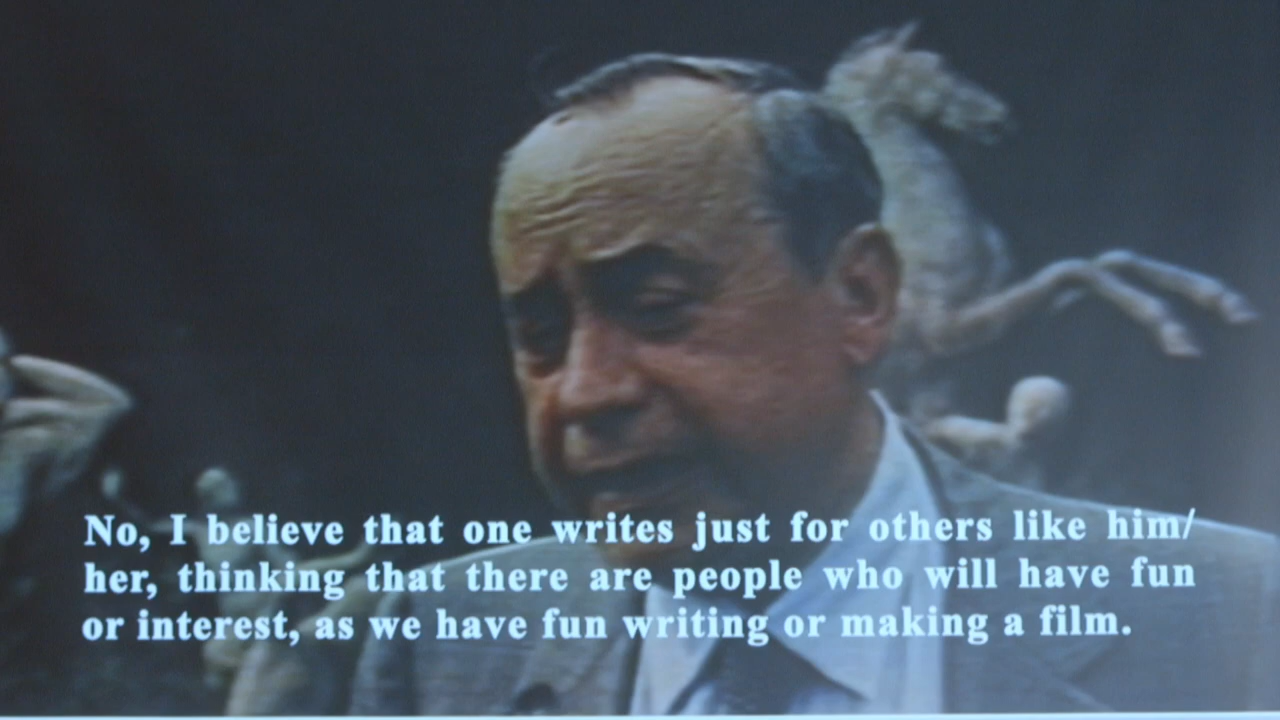 No, I believe that one writes just for others like him/
her, thinking that there are people who will have fun
or interest, as we have fun writing or making a film.